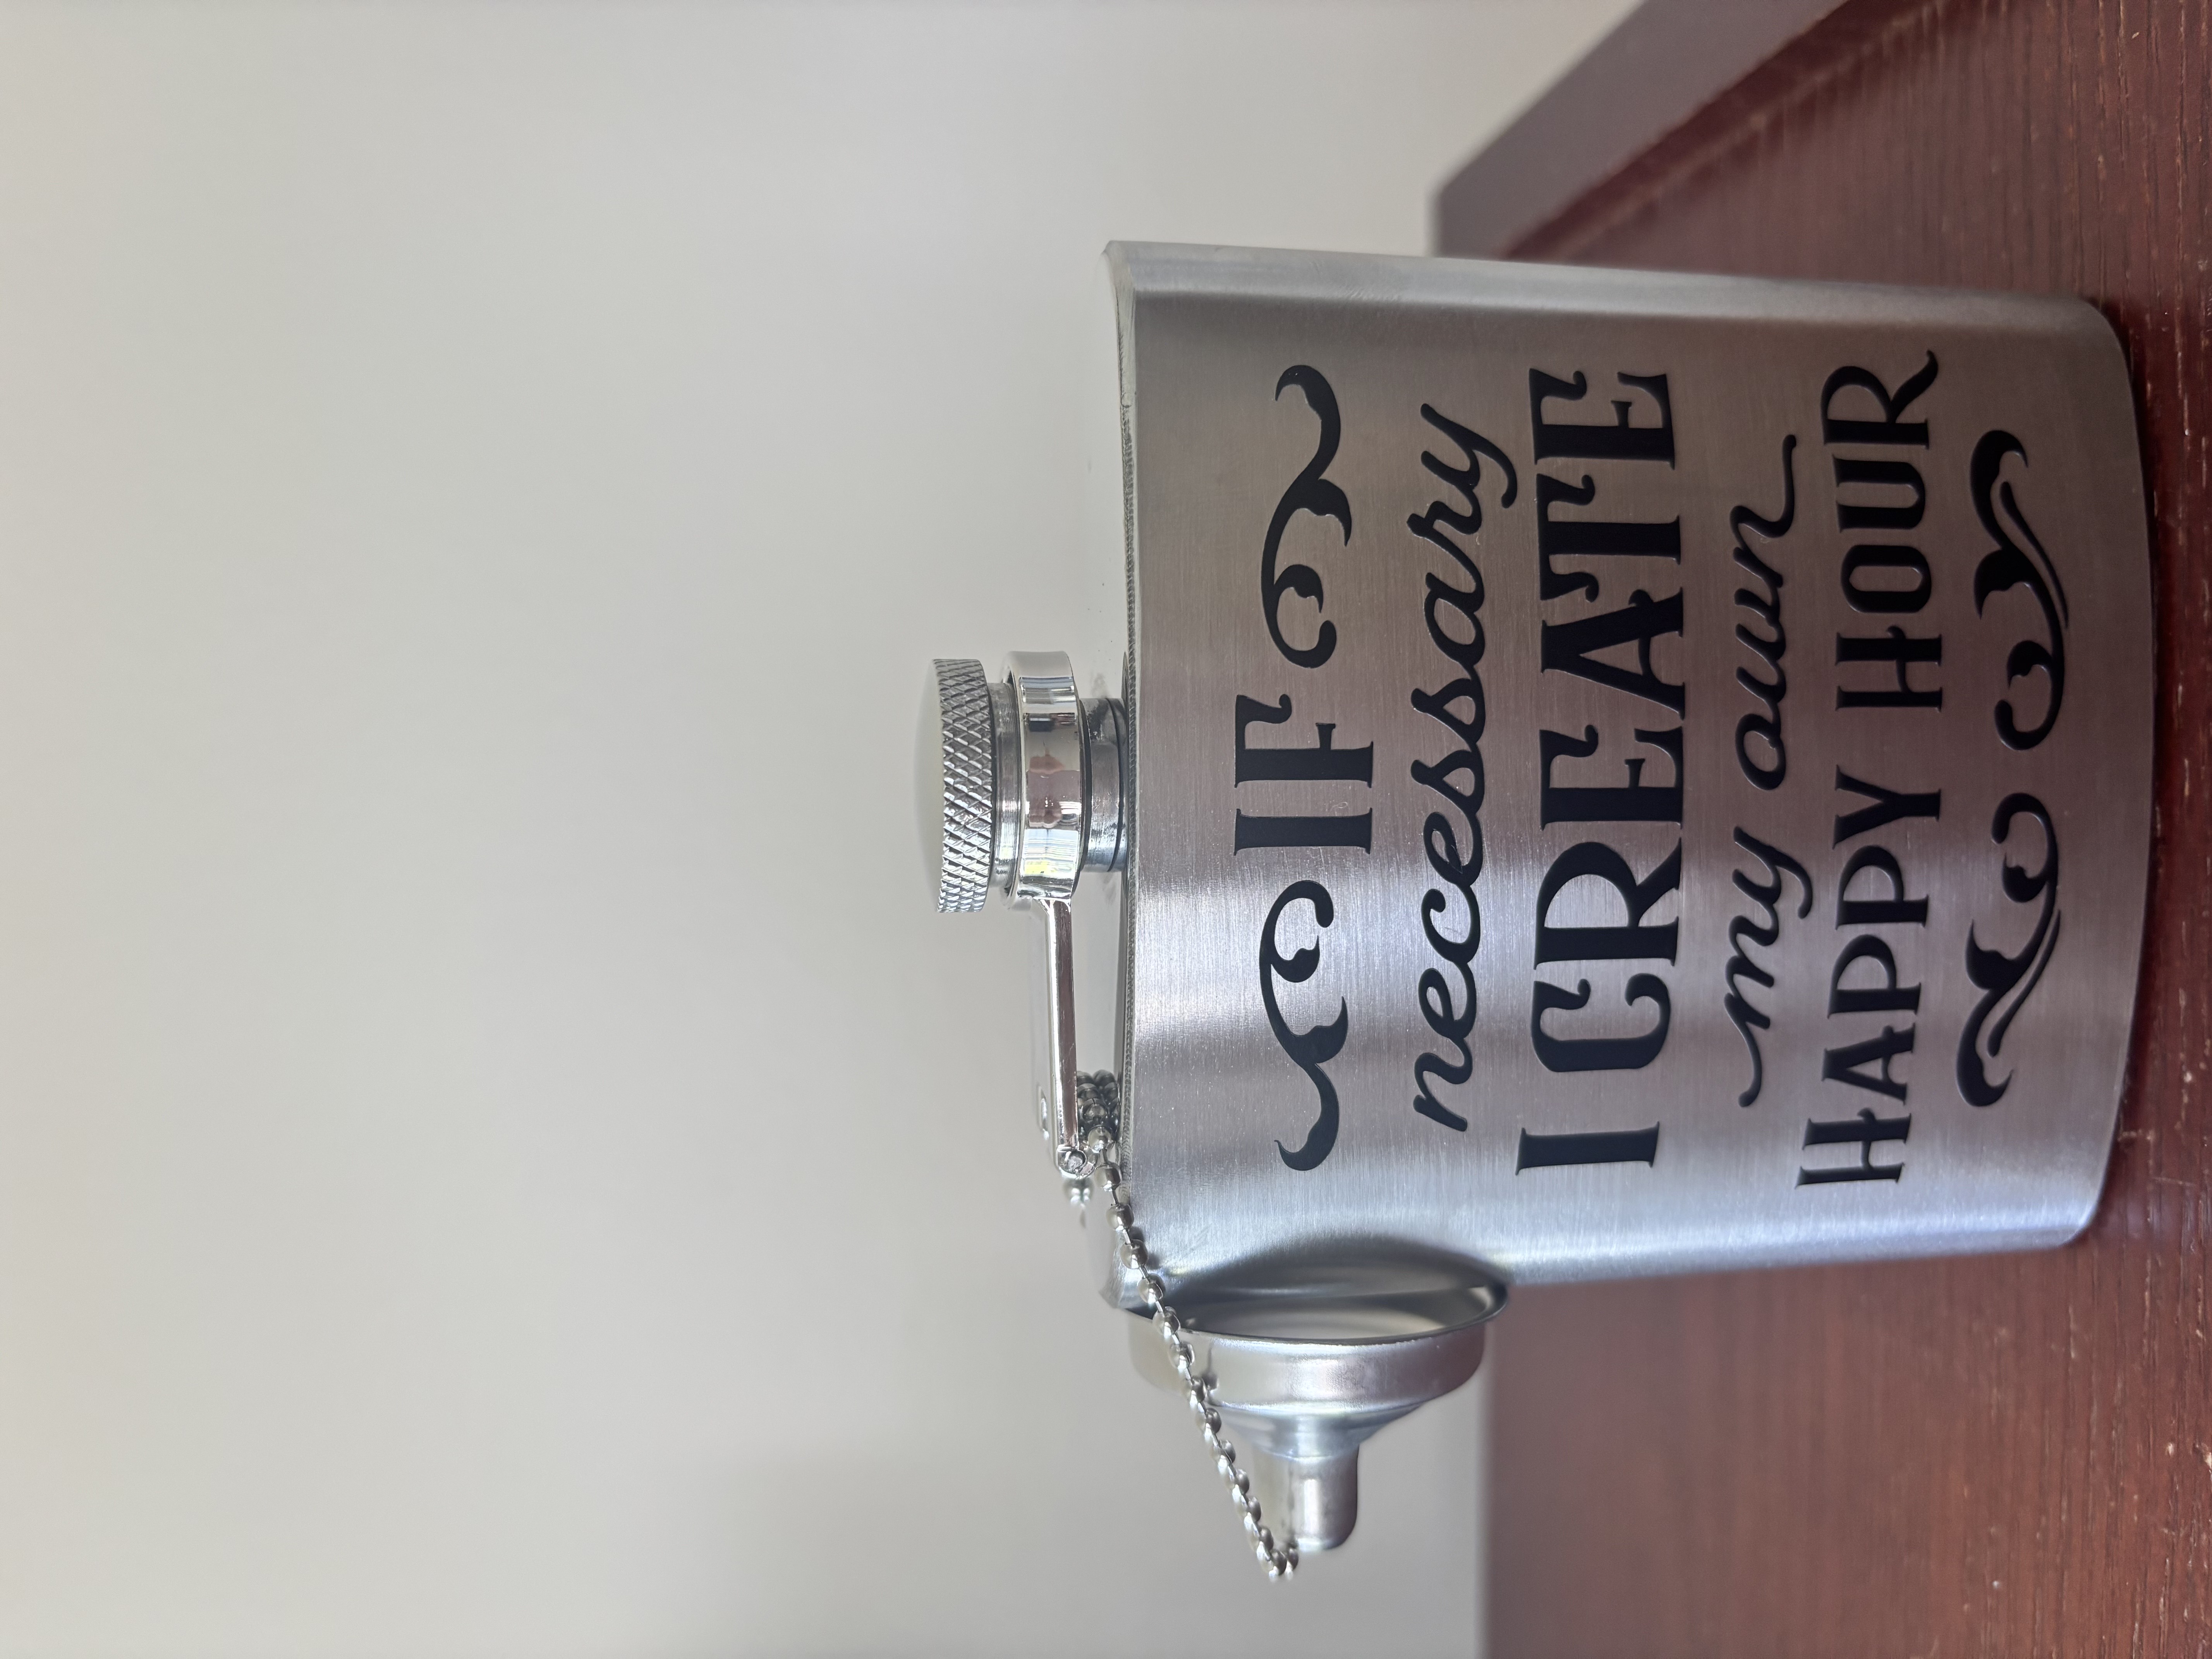 IF
necessary
I CREATE
my own
HAPPY HOUR